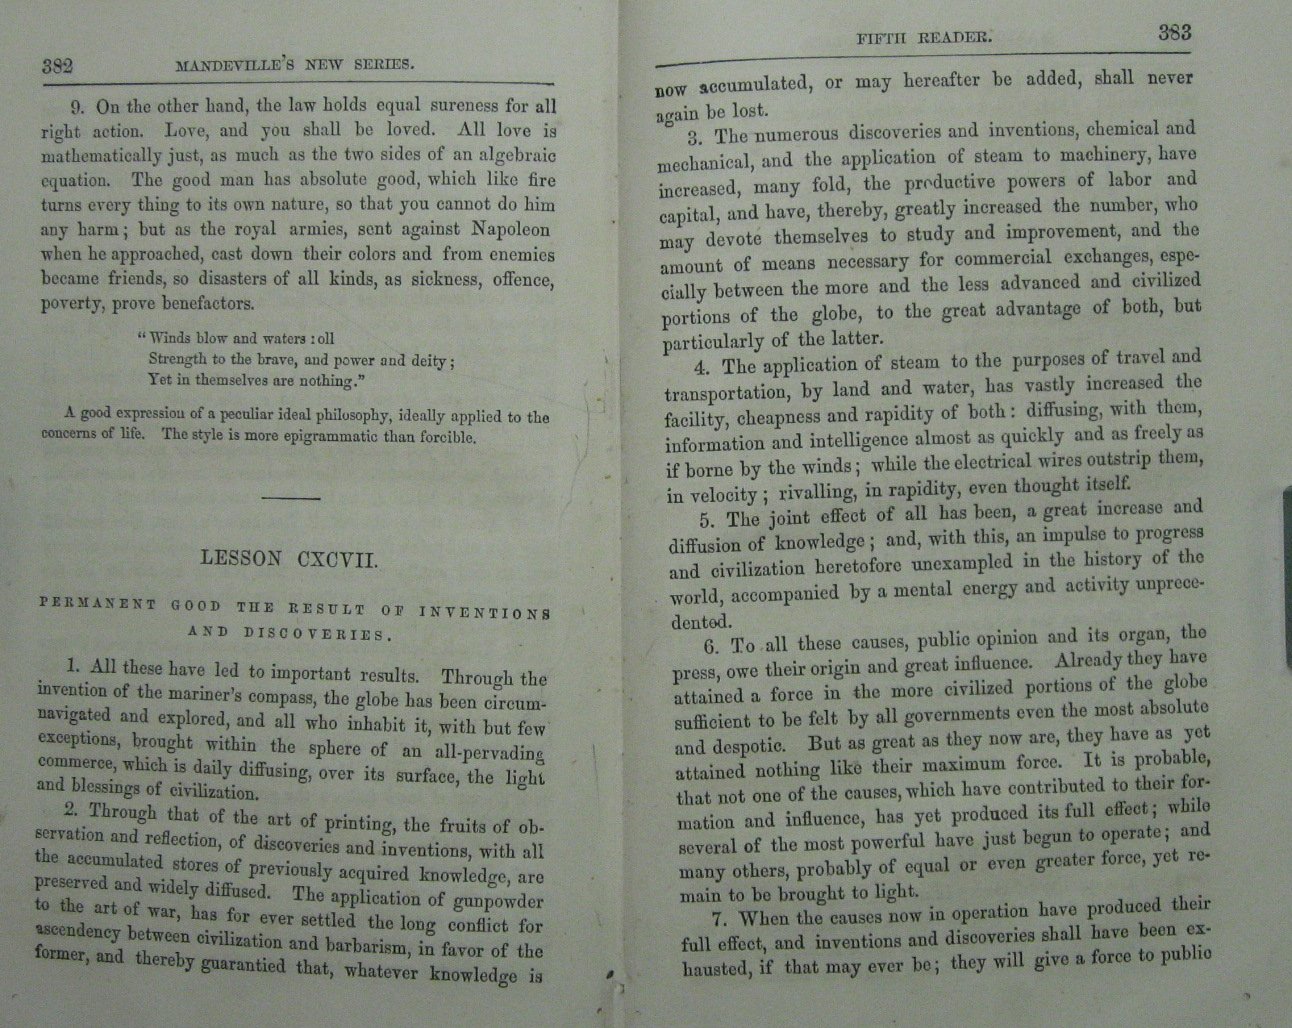 382 MANDEVILLE'S NEW SERIES.
9. On the other hand, the law holds equal sureness for all
right action. Love, and you shall be loved. All love is
mathematically just, as much as the two sides of an algebraic
equation. The good man has absolute good, which like fire
turns every thing to its own nature, so that you cannot do him
any harm; but as the royal armies, sent against Napoleon
when he approached, cast down their colors and from enemies
became friends, so disasters of all kinds, as sickness, offence,
poverty, prove benefactors.
"Winds blow and waters roll
Strength to the brave, and power and deity;
Yet in themselves are nothing."
A good expression of a peculiar ideal philosophy, ideally applied to the
concerns of life. The style is more epigrammatic than forcible.
LESSON CXCVII.
PERMANENT GOOD THE RESULT OF INVENTIONS
AND DISCOVERIES.
1. All these have led to important results. Through the
invention of the mariner's compass, the globe has been circum-
navigated and explored, and all who inhabit it, with but few
exceptions, brought within the sphere of an all-pervading
commerce, which is daily diffusing, over its surface, the light
and blessings of civilization.
2. Through that of the art of printing, the fruits of ob-
servation and reflection, of discoveries and inventions, with all
the accumulated stores of previously acquired knowledge, are
preserved and widely diffused. The application of gunpowder
to the art of war, has for ever settled the long conflict for
ascendency between civilization and barbarism, in favor of the
former, and thereby guarantied that, whatever knowledge is
FIFTH READER. 383
now accumulated, or may hereafter be added, shall never
again be lost.
3. The numerous discoveries and inventions, chemical and
mechanical, and the application of steam to machinery, have
increased, many fold, the productive powers of labor and
capital, and have, thereby, greatly increased the number, who
may devote themselves to study and improvement, and the
amount of means necessary for commercial exchanges, espe-
cially between the more and the less advanced and civilized
portions of the globe, to the great advantage of both, but
particularly of the latter.
4. The application of steam to the purposes of travel and
transportation, by land and water, has vastly increased the
facility, cheapness and rapidity of both: diffusing, with them,
information and intelligence almost as quickly and as freely as
if borne by the winds; while the electrical wires outstrip them,
in velocity; rivalling, in rapidity, even thought itself.
5. The joint effect of all has been, a great increase and
diffusion of knowledge; and, with this, an impulse to progress
and civilization heretofore unexampled in the history of the
world, accompanied by a mental energy and activity unprece-
dented.
6. To all these causes, public opinion and its organ, the
press, owe their origin and great influence. Already they have
attained a force in the more civilized portions of the globe
sufficient to be felt by all governments even the most absolute
and despotic. But as great as they now are, they have as yet
attained nothing like their maximum force. It is probable,
that not one of the causes, which have contributed to their for-
mation and influence, has yet produced its full effect; while
several of the most powerful have just begun to operate; and
many others, probably of equal or even greater force, yet re-
main to be brought to light.
7. When the causes now in operation have produced their
full effect, and inventions and discoveries shall have been ex-
hausted, if that may ever be; they will give a force to public